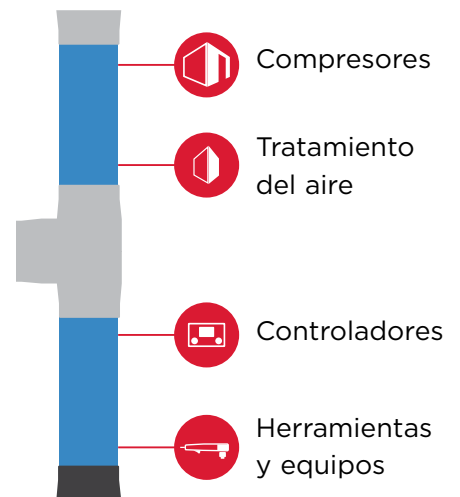 Compresores
Tratamiento
del aire
Controladores
Herramientas
y equipos